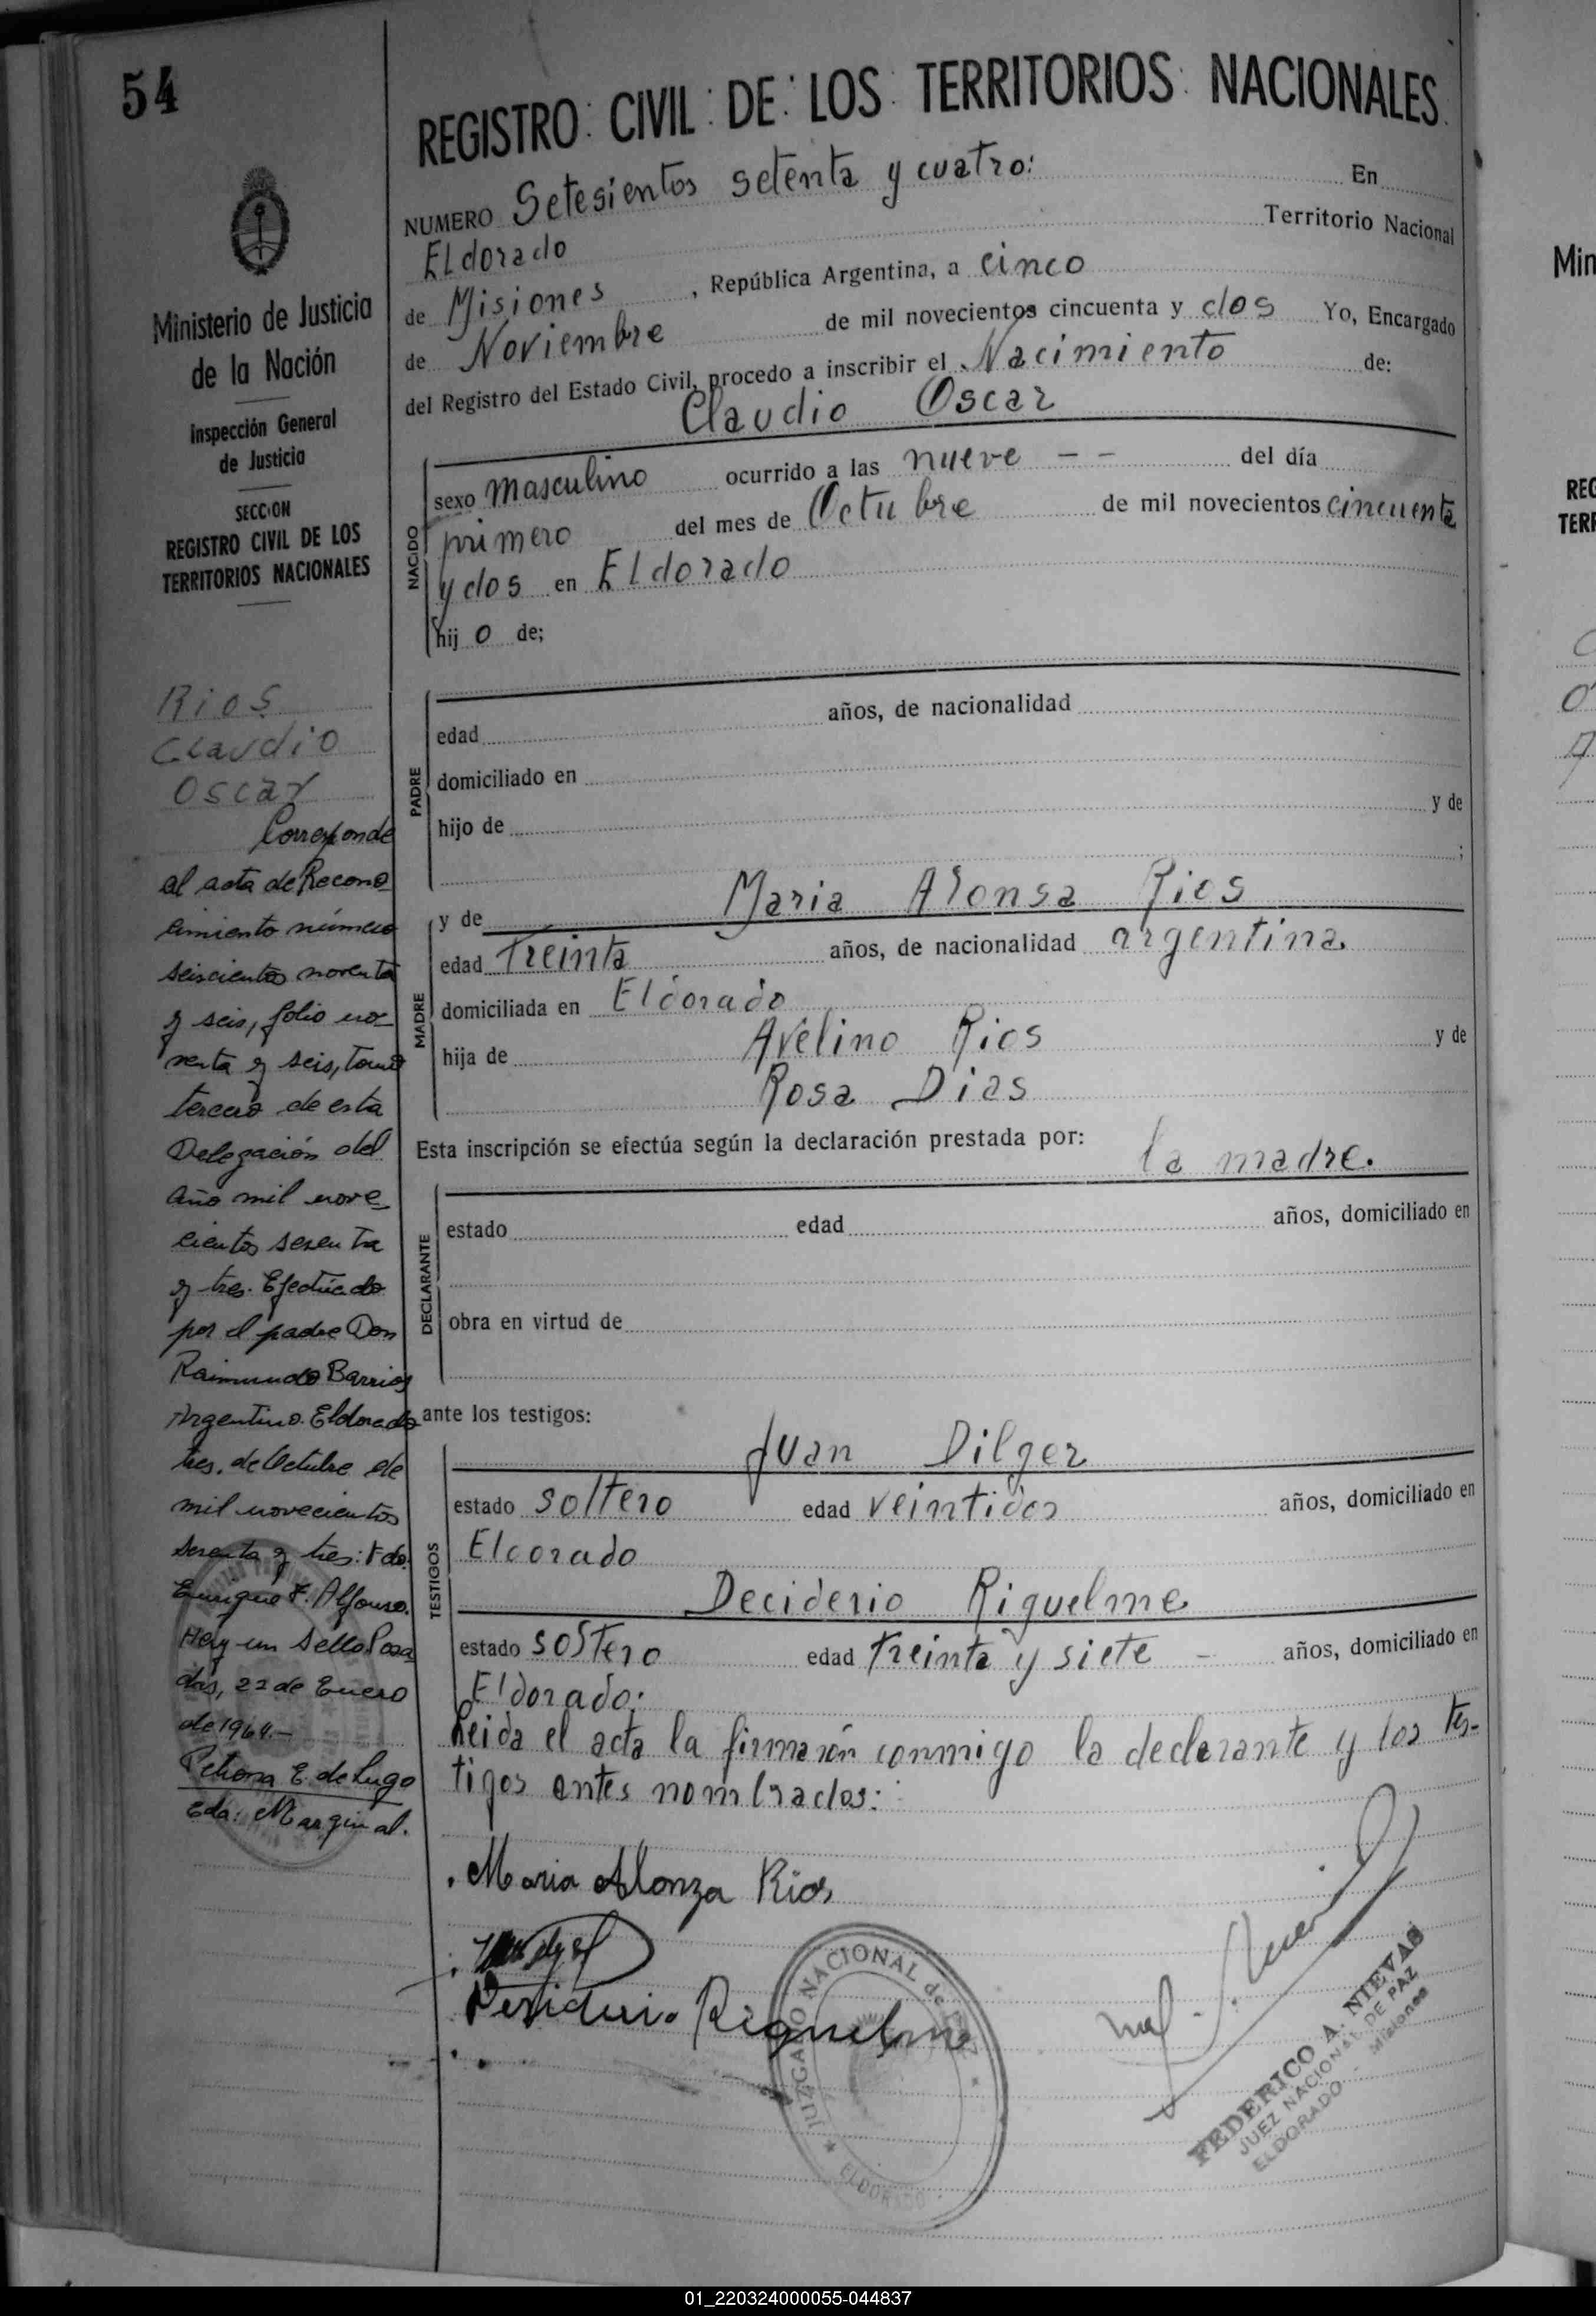 54
REGISTRO CIVIL DE LOS TERRITORIOS NACIONALES
NUMERO Setesientos setenta y cuatro: En
Eldorado Territorio Nacional
de Misiones, República Argentina, a cinco
de Noviembre de mil novecientos cincuenta y dos Yo, Encargado
del Registro del Estado Civil, procedo a inscribir el Nacimiento de:
Claudio Oscar
Ministerio de Justicia
de la Nación
Inspección General
de Justicia
SECCION
REGISTRO CIVIL DE LOS
TERRITORIOS NACIONALES
NACIDO
sexo masculino ocurrido a las nueve -- del día
primero del mes de Octubre de mil novecientos cincuenta
y dos en Eldorado
hij o de;
PADRE
edad años, de nacionalidad
domiciliado en
hijo de y de
;
MADRE
y de Maria Alonsa Rios
edad Treinta años, de nacionalidad argentina.
domiciliada en Eldorado
hija de Avelino Rios y de
Rosa Dias
Esta inscripción se efectúa según la declaración prestada por: la madre.
DECLARANTE
estado edad años, domiciliado en
obra en virtud de
ante los testigos:
TESTIGOS
Juan Dilger
estado soltero edad veintidos años, domiciliado en
Eldorado
Deciderio Riquelme
estado soltero edad treinta y siete - años, domiciliado en
Eldorado:
Leida el acta la firmarón conmigo la declarante y los tes-
tigos antes nombrados:
Maria Alonza Rios
Desiderio Riquelme
JUZGADO NACIONAL de PAZ
ELDORADO
FEDERICO A. NIEVAS
JUEZ NACIONAL DE PAZ
ELDORADO - Misiones
Rios
Claudio
Oscar
Corresponde
al acta de Recono-
cimiento número
seiscientos noventa
y seis, folio no-
venta y seis, tomo
tercero de esta
Delegación del
año mil nove-
cientos sesenta
y tres. Efectuado
por el padre Don
Raimundo Barrios
Argentino. Eldorado
tres, de Octubre de
mil novecientos
sesenta y tres: Fdo.
Enrique F. Alfonso.
Hay un sello Posa
das, 22 de Enero
de 1964.-
Petrona E. de Lugo
Eda: Marginal.
Min
REG
TERR
01_220324000055-044837